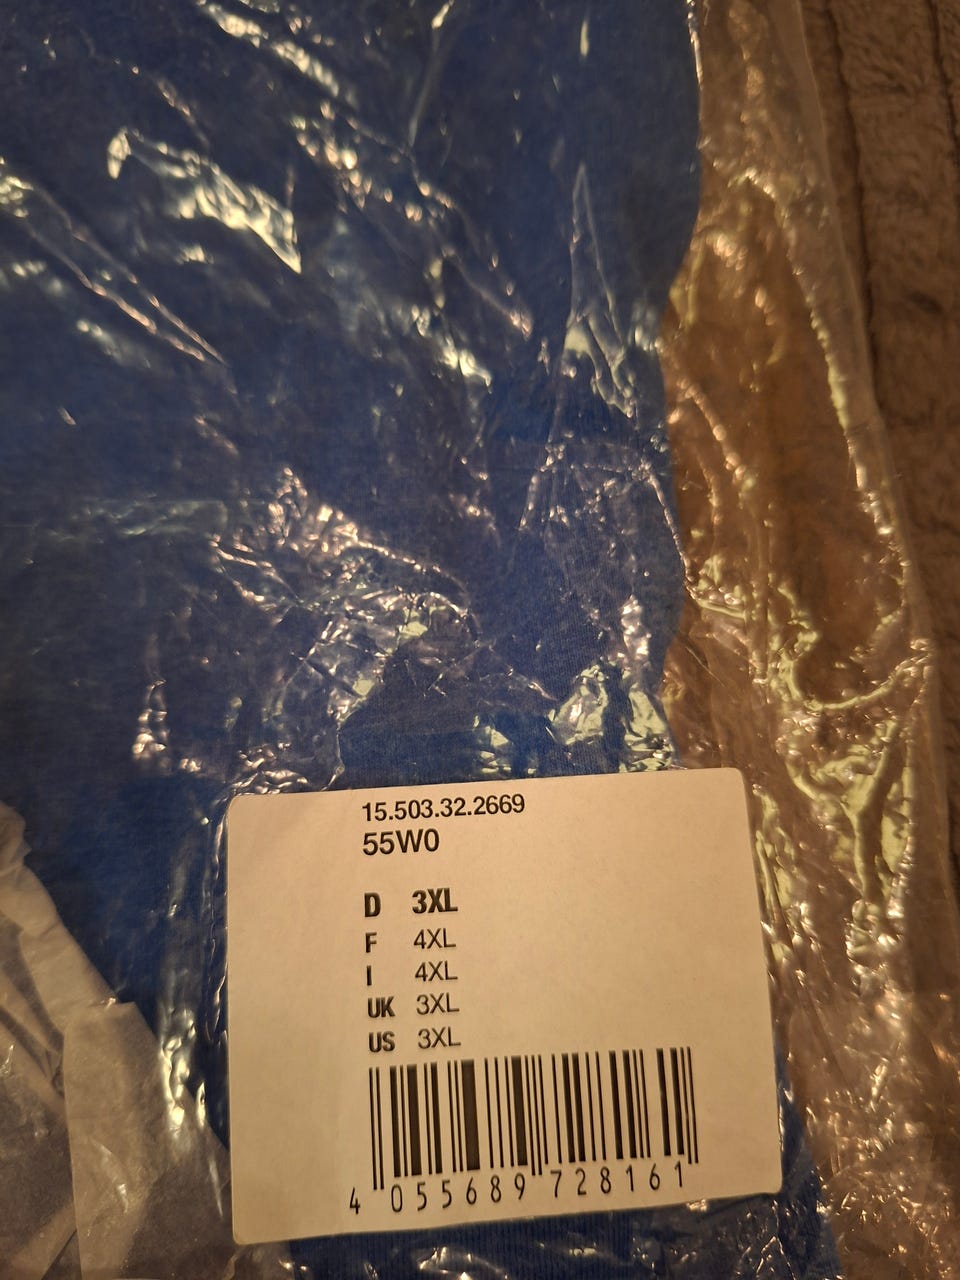 15.503.32.2669
55W0
D 3XL
F 4XL
I 4XL
UK 3XL
US 3XL
4 055689 728161